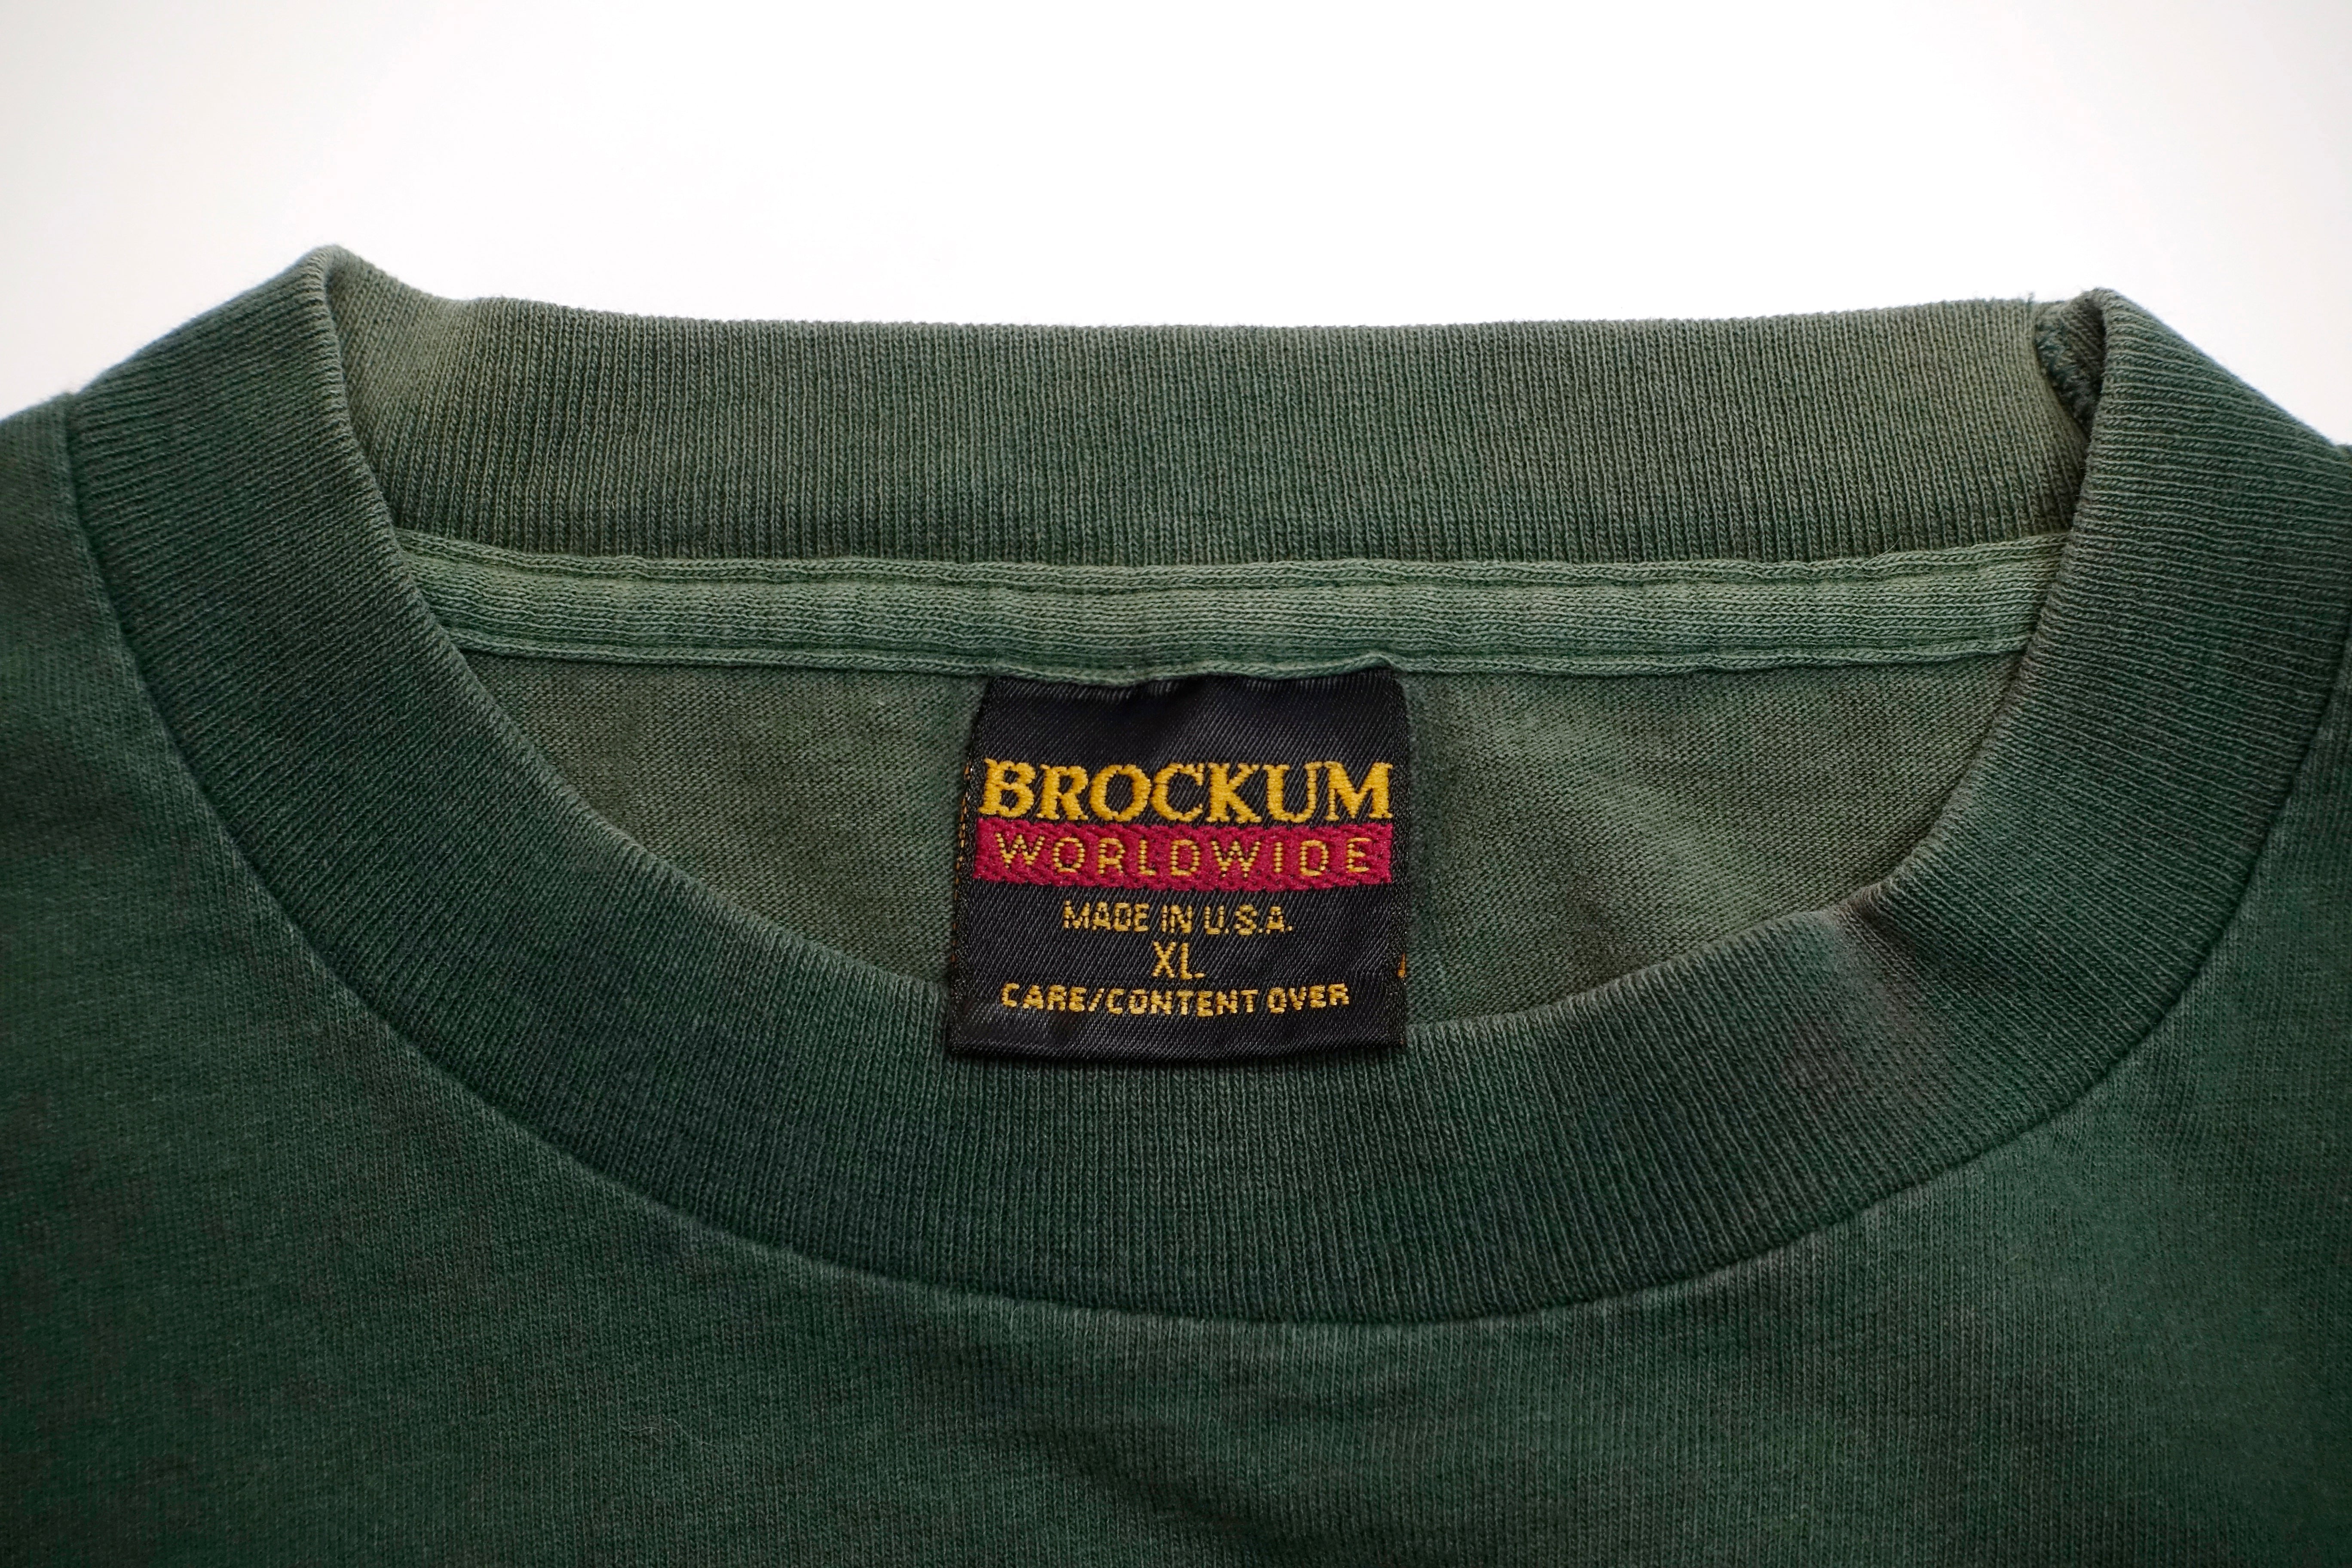 BROCKUM
WORLDWIDE
MADE IN U.S.A.
XL
CARE/CONTENT OVER